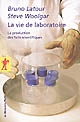 Bruno Latour
Steve Woolgar
La vie de laboratoire
La production
des faits scientifiques